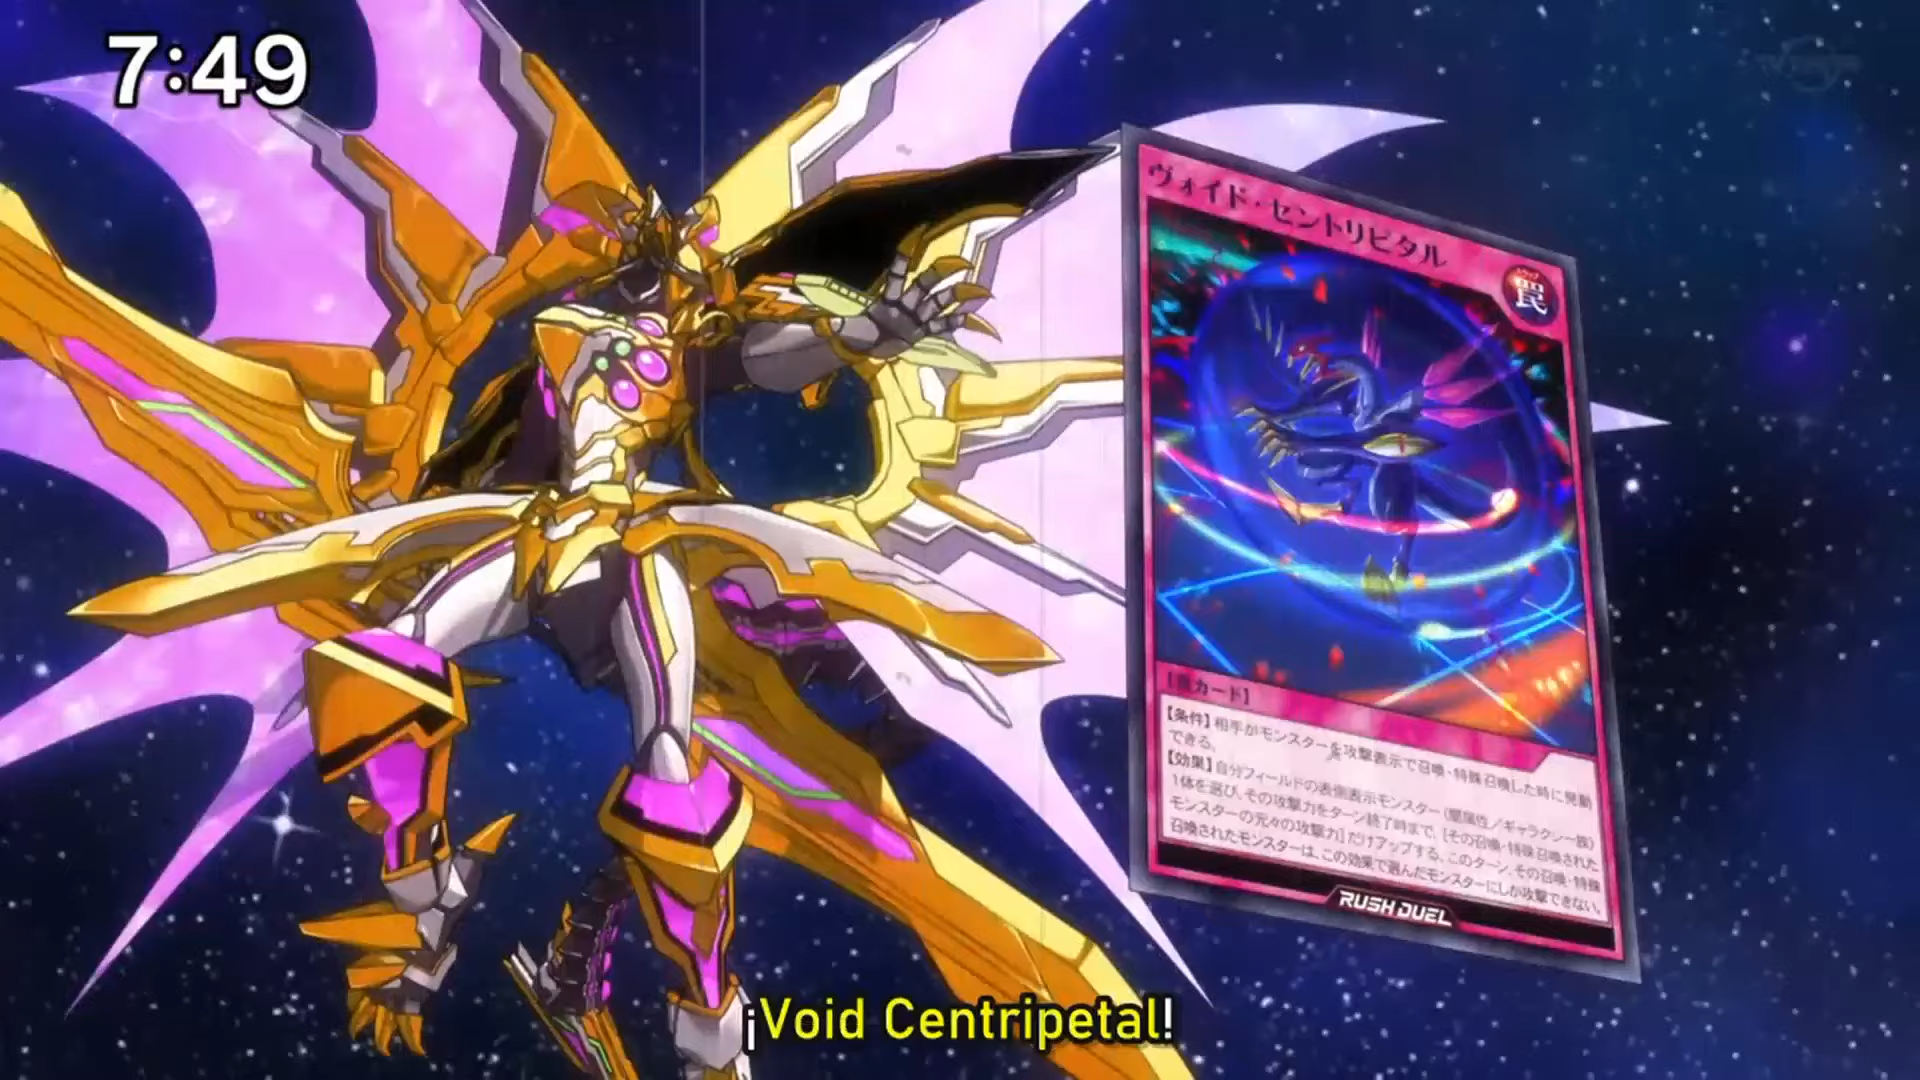 7:49
ヴォイド・セントリピタル
トラップ
罠
【罠カード】
【条件】相手がモンスターを攻撃表示で召喚・特殊召喚した時に発動
できる。
【効果】自分フィールドの表側表示モンスター(闇属性/ギャラクシー族)
1体を選び、その攻撃力をターン終了時まで、[その召喚・特殊召喚された
モンスターの元々の攻撃力]だけアップする。このターン、その召喚・特殊
召喚されたモンスターは、この効果で選んだモンスターにしか攻撃できない。
RUSH DUEL
¡Void Centripetal!